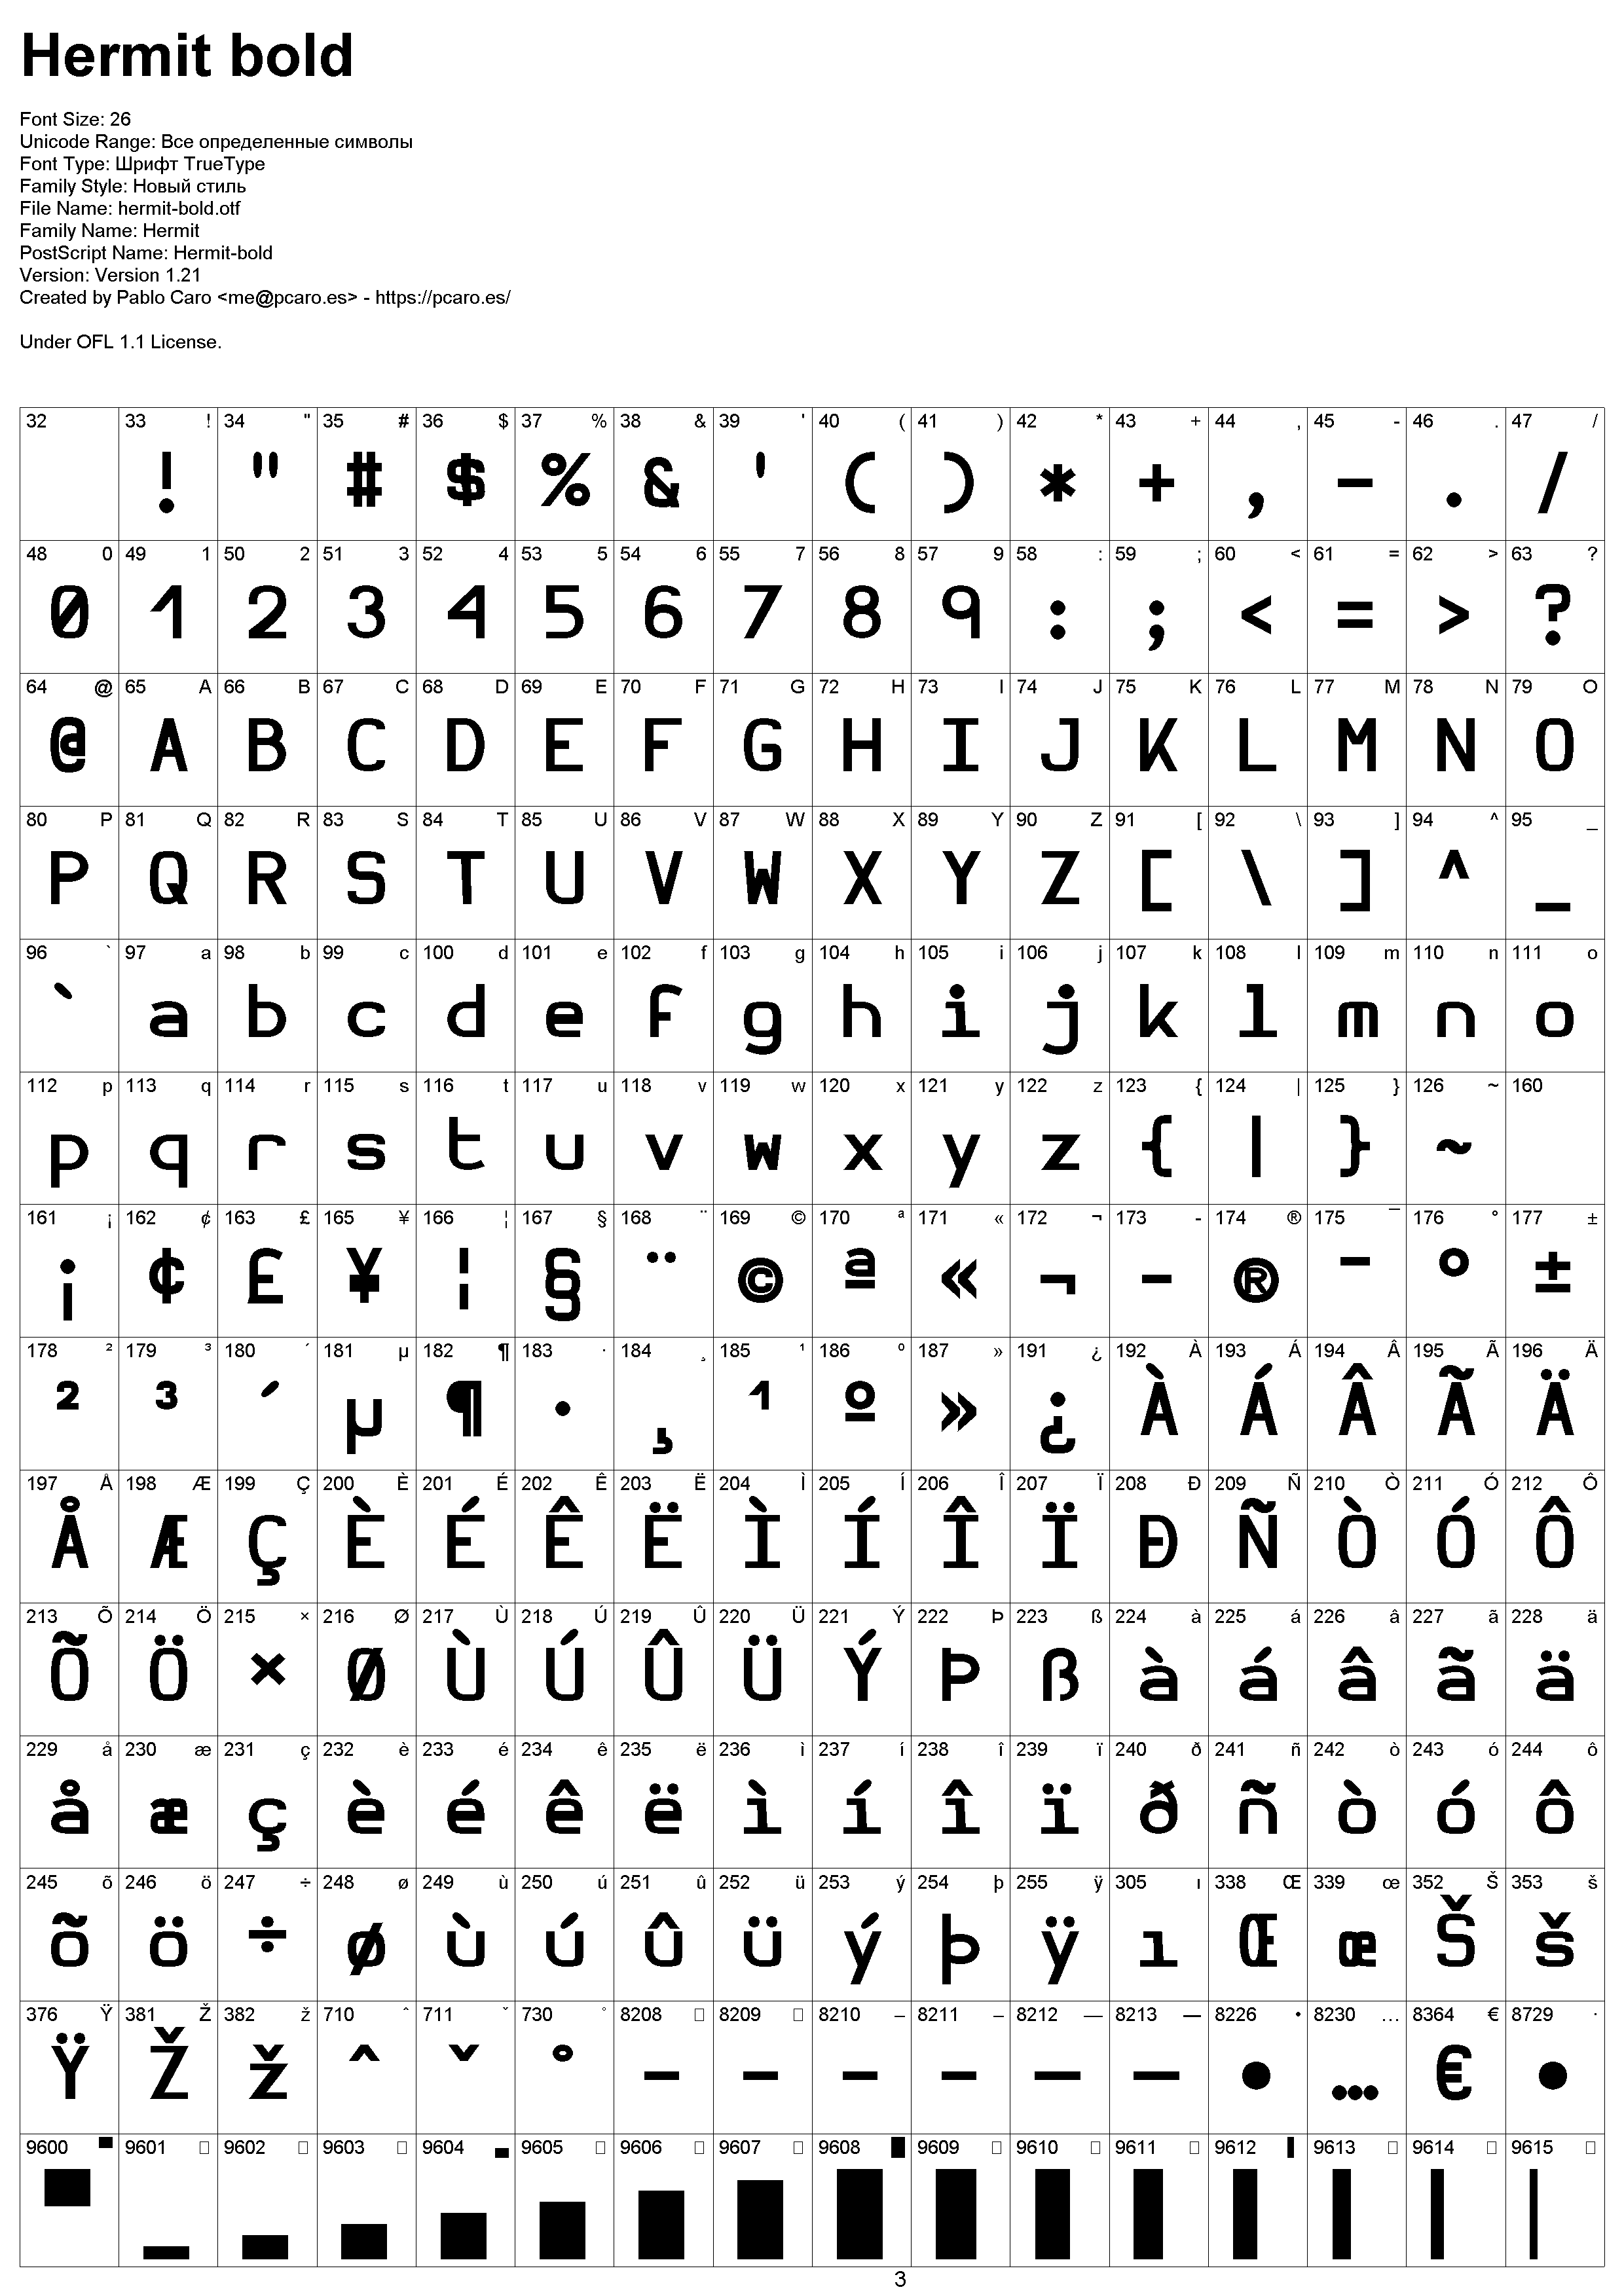 Hermit bold
Font Size: 26
Unicode Range: Все определенные символы
Font Type: Шрифт TrueType
Family Style: Новый стиль
File Name: hermit-bold.otf
Family Name: Hermit
PostScript Name: Hermit-bold
Version: Version 1.21
Created by Pablo Caro <me@pcaro.es> - https://pcaro.es/
Under OFL 1.1 License.
32 33 ! 34 " 35 # 36 $ 37 % 38 & 39 ' 40 ( 41 ) 42 * 43 + 44 , 45 - 46 . 47 /
! " # $ % & ' ( ) * + , - . /
48 0 49 1 50 2 51 3 52 4 53 5 54 6 55 7 56 8 57 9 58 : 59 ; 60 < 61 = 62 > 63 ?
0 1 2 3 4 5 6 7 8 9 : ; < = > ?
64 @ 65 A 66 B 67 C 68 D 69 E 70 F 71 G 72 H 73 I 74 J 75 K 76 L 77 M 78 N 79 O
@ A B C D E F G H I J K L M N O
80 P 81 Q 82 R 83 S 84 T 85 U 86 V 87 W 88 X 89 Y 90 Z 91 [ 92 \ 93 ] 94 ^ 95 _
P Q R S T U V W X Y Z [ \ ] ^ _
96 ` 97 a 98 b 99 c 100 d 101 e 102 f 103 g 104 h 105 i 106 j 107 k 108 l 109 m 110 n 111 o
` a b c d e f g h i j k l m n o
112 p 113 q 114 r 115 s 116 t 117 u 118 v 119 w 120 x 121 y 122 z 123 { 124 | 125 } 126 ~ 160
p q r s t u v w x y z { | } ~
161 ¡ 162 ¢ 163 £ 165 ¥ 166 ¦ 167 § 168 ¨ 169 © 170 ª 171 « 172 ¬ 173 - 174 ® 175 ¯ 176 ° 177 ±
¡ ¢ £ ¥ ¦ § ¨ © ª « ¬ - ® ¯ ° ±
178 ² 179 ³ 180 ´ 181 µ 182 ¶ 183 · 184 ¸ 185 ¹ 186 º 187 » 191 ¿ 192 À 193 Á 194 Â 195 Ã 196 Ä
² ³ ´ µ ¶ · ¸ ¹ º » ¿ À Á Â Ã Ä
197 Å 198 Æ 199 Ç 200 È 201 É 202 Ê 203 Ë 204 Ì 205 Í 206 Î 207 Ï 208 Ð 209 Ñ 210 Ò 211 Ó 212 Ô
Å Æ Ç È É Ê Ë Ì Í Î Ï Ð Ñ Ò Ó Ô
213 Õ 214 Ö 215 × 216 Ø 217 Ù 218 Ú 219 Û 220 Ü 221 Ý 222 Þ 223 ß 224 à 225 á 226 â 227 ã 228 ä
Õ Ö × Ø Ù Ú Û Ü Ý Þ ß à á â ã ä
229 å 230 æ 231 ç 232 è 233 é 234 ê 235 ë 236 ì 237 í 238 î 239 ï 240 ð 241 ñ 242 ò 243 ó 244 ô
å æ ç è é ê ë ì í î ï ð ñ ò ó ô
245 õ 246 ö 247 ÷ 248 ø 249 ù 250 ú 251 û 252 ü 253 ý 254 þ 255 ÿ 305 ı 338 Œ 339 œ 352 Š 353 š
õ ö ÷ ø ù ú û ü ý þ ÿ ı Œ œ Š š
376 Ÿ 381 Ž 382 ž 710 ˆ 711 ˇ 730 ˚ 8208 □ 8209 □ 8210 ‒ 8211 – 8212 — 8213 ― 8226 • 8230 … 8364 € 8729 ∙
Ÿ Ž ž ˆ ˇ ˚ ‐ ‑ ‒ – — ― • … € ∙
9600 ▀ 9601 □ 9602 □ 9603 □ 9604 ▄ 9605 □ 9606 □ 9607 □ 9608 █ 9609 □ 9610 □ 9611 □ 9612 ▌ 9613 □ 9614 □ 9615 □
▀ ▁ ▂ ▃ ▄ ▅ ▆ ▇ █ ▉ ▊ ▋ ▌ ▍ ▎ ▏
3